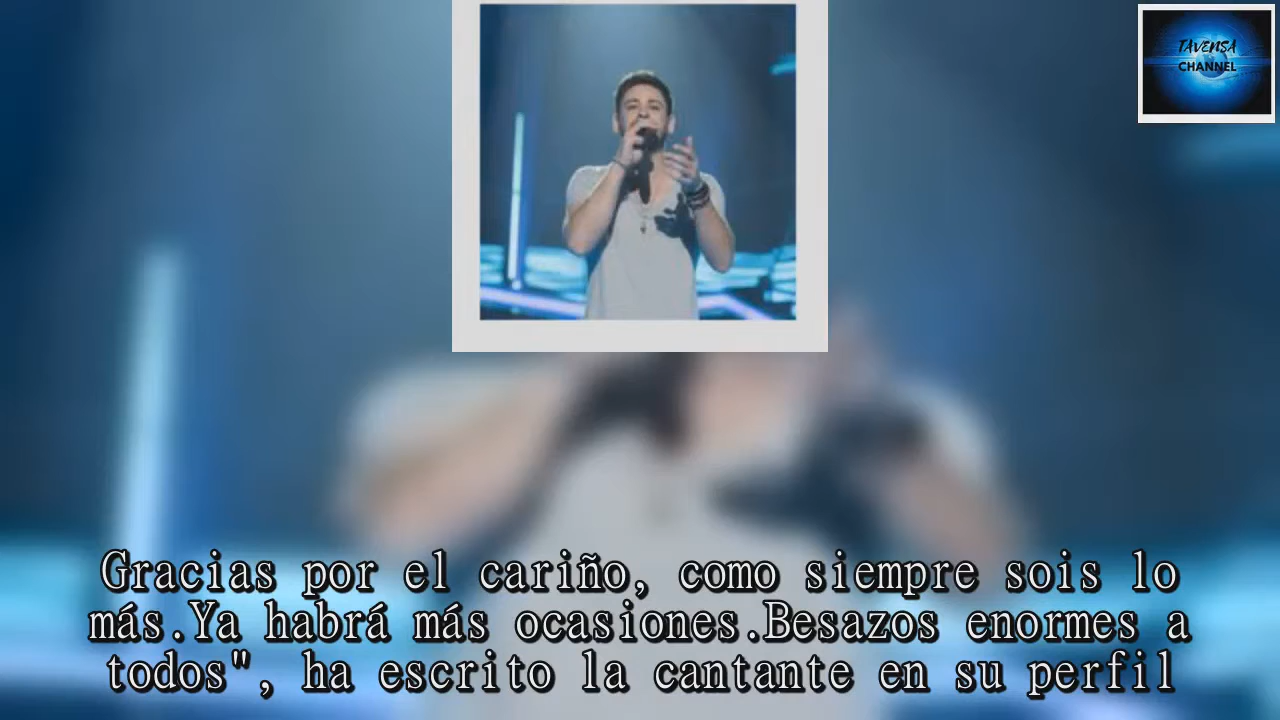 TAVENSA
CHANNEL
Gracias por el cariño, como siempre sois lo
más.Ya habrá más ocasiones.Besazos enormes a
todos", ha escrito la cantante en su perfil